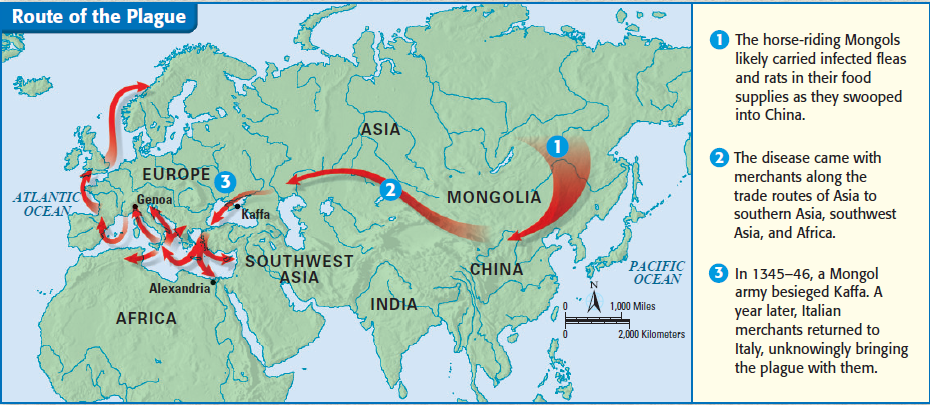 Route of the Plague
ASIA
1
EUROPE
3
2
MONGOLIA
ATLANTIC
OCEAN
Genoa
Kaffa
SOUTHWEST
ASIA
CHINA
PACIFIC
OCEAN
Alexandria
INDIA
N
AFRICA
0 1,000 Miles
0 2,000 Kilometers
1 The horse-riding Mongols
likely carried infected fleas
and rats in their food
supplies as they swooped
into China.
2 The disease came with
merchants along the
trade routes of Asia to
southern Asia, southwest
Asia, and Africa.
3 In 1345–46, a Mongol
army besieged Kaffa. A
year later, Italian
merchants returned to
Italy, unknowingly bringing
the plague with them.